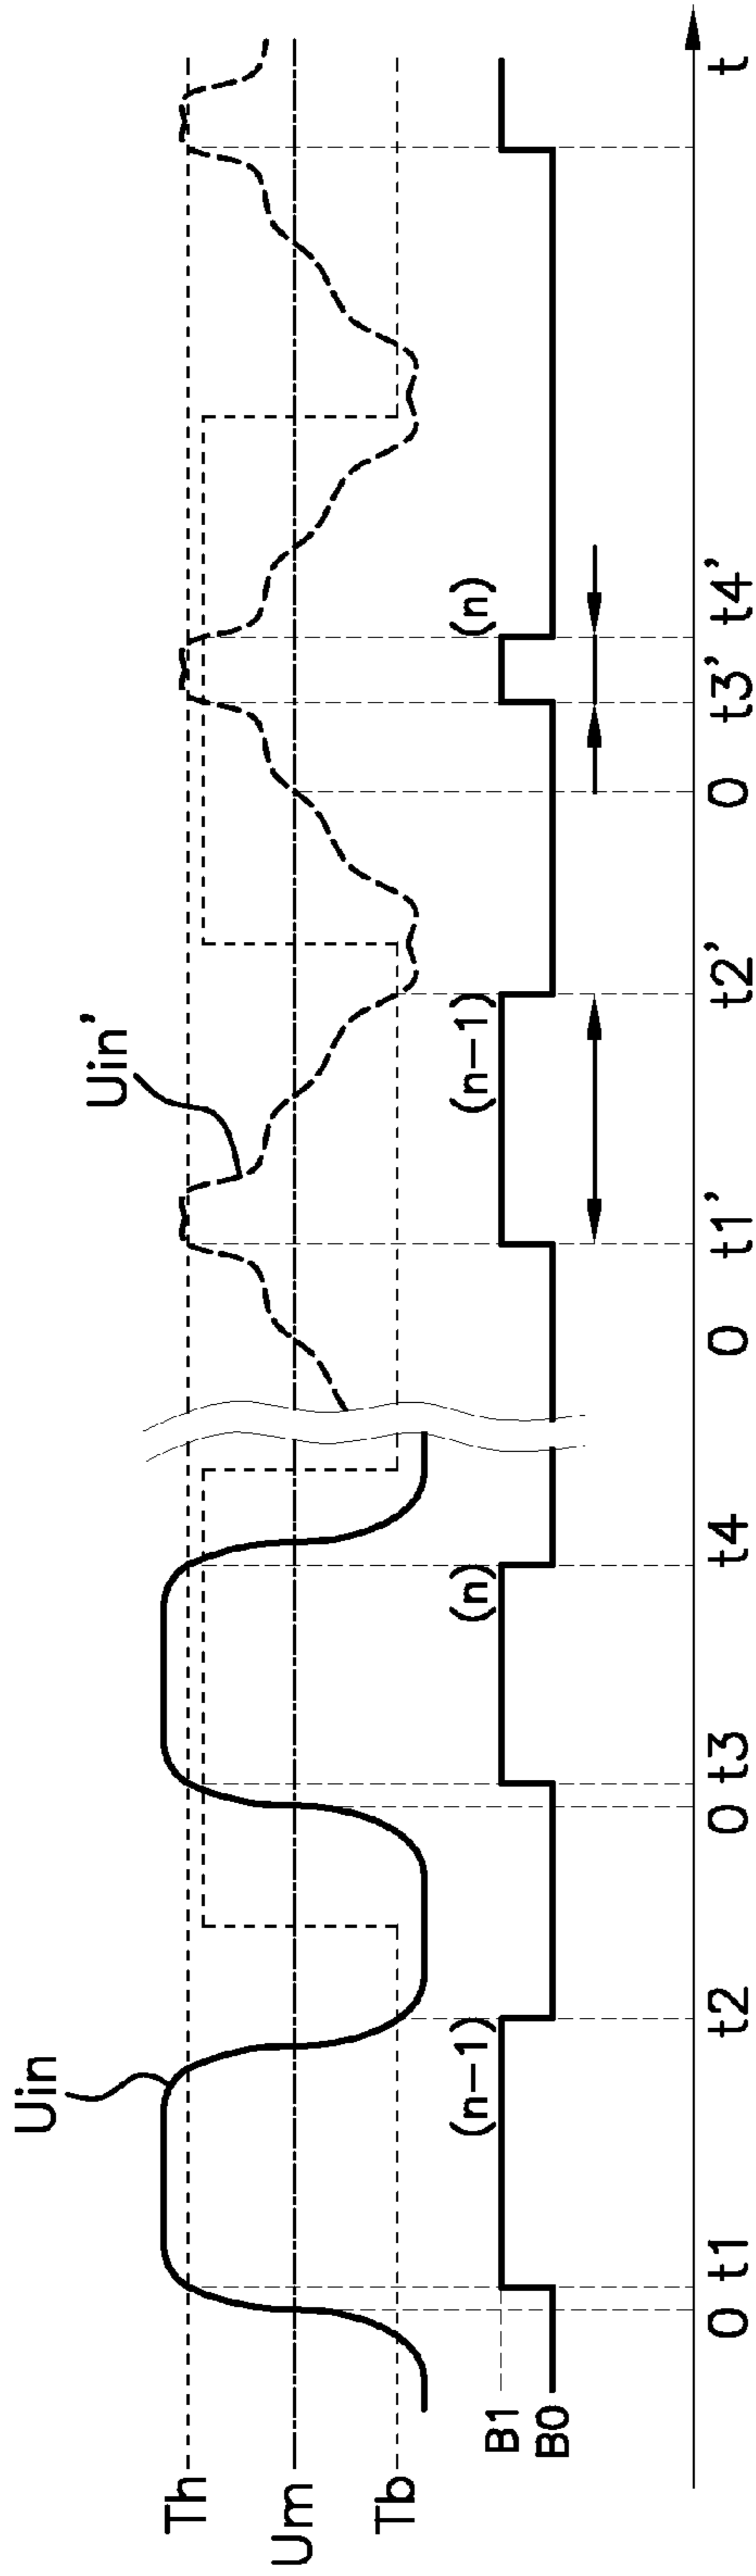 Uin
Uin'
Th
Um
Tb
(n-1)
(n)
(n-1)
(n)
B1
B0
0 t1 t2 0 t3 t4 0 t1' t2' 0 t3' t4' t